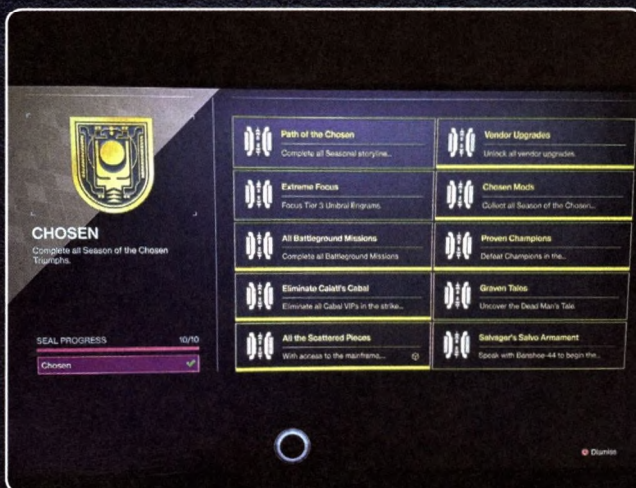 CHOSEN
Complete all Season of the Chosen
Triumphs.
SEAL PROGRESS 10/10
Chosen
Path of the Chosen
Complete all Seasonal storyline...
Vendor Upgrades
Unlock all vendor upgrades.
Extreme Focus
Focus Tier 3 Umbral Engrams.
Chosen Mods
Collect all Season of the Chosen...
All Battleground Missions
Complete all Battleground Missions
Proven Champions
Defeat Champions in the...
Eliminate Caiatl's Cabal
Eliminate all Cabal VIPs in the strike...
Graven Tales
Uncover the Dead Man's Tale
All the Scattered Pieces
With access to the mainframe,...
Salvager's Salvo Armament
Speak with Banshee-44 to begin the...
Dismiss